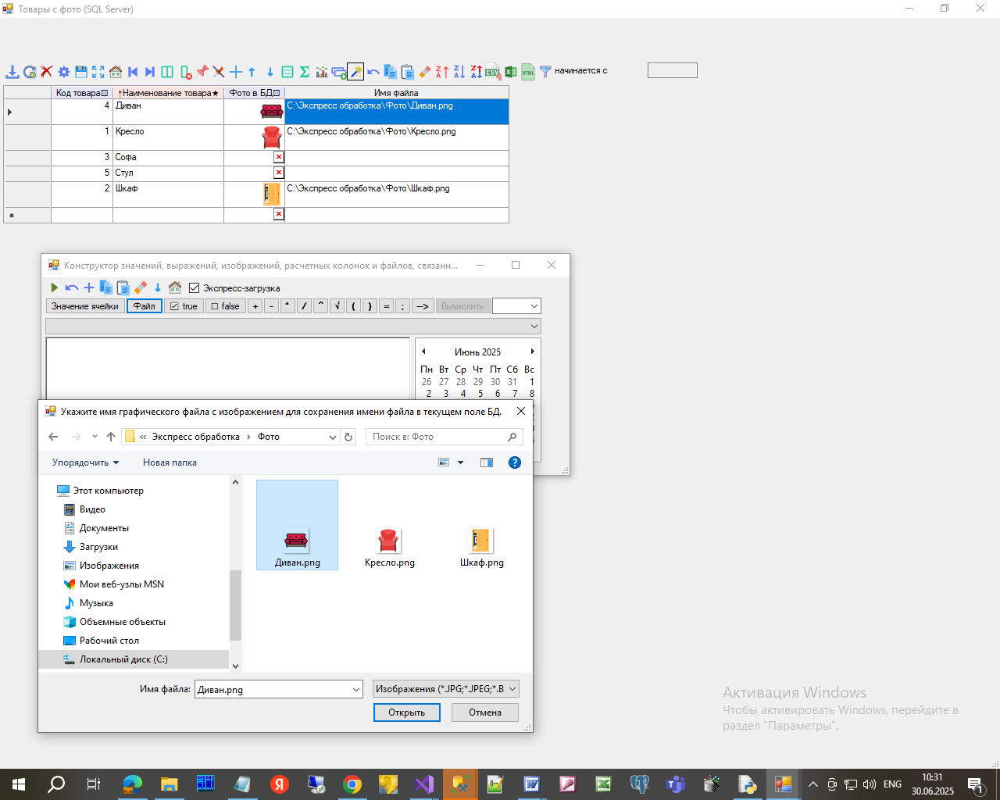 Товары с фото (SQL Server)
начинается с
Код товара Наименование товара★ Фото в БД Имя файла
4 Диван C:\Экспресс обработка\Фото\Диван.png
1 Кресло C:\Экспресс обработка\Фото\Кресло.png
3 Софа
5 Стул
2 Шкаф C:\Экспресс обработка\Фото\Шкаф.png
*
Конструктор значений, выражений, изображений, расчетных колонок и файлов, связанн...
Экспресс-загрузка
Значение ячейки Файл true false + - * / ^ √ ( ) = : --> Вычислить
Июнь 2025
Пн Вт Ср Чт Пт Сб Вс
26 27 28 29 30 31 1
2 3 4 5 6 7 8
Укажите имя графического файла с изображением для сохранения имени файла в текущем поле БД.
« Экспресс обработка › Фото
Поиск в: Фото
Упорядочить Новая папка
Этот компьютер
Видео
Документы
Загрузки
Изображения
Мои веб-узлы MSN
Музыка
Объемные объекты
Рабочий стол
Локальный диск (C:)
Диван.png Кресло.png Шкаф.png
Имя файла: Диван.png Изображения (*.JPG;*.JPEG;*.B
Открыть Отмена
Активация Windows
Чтобы активировать Windows, перейдите в
раздел "Параметры".
ENG
10:31
30.06.2025
1